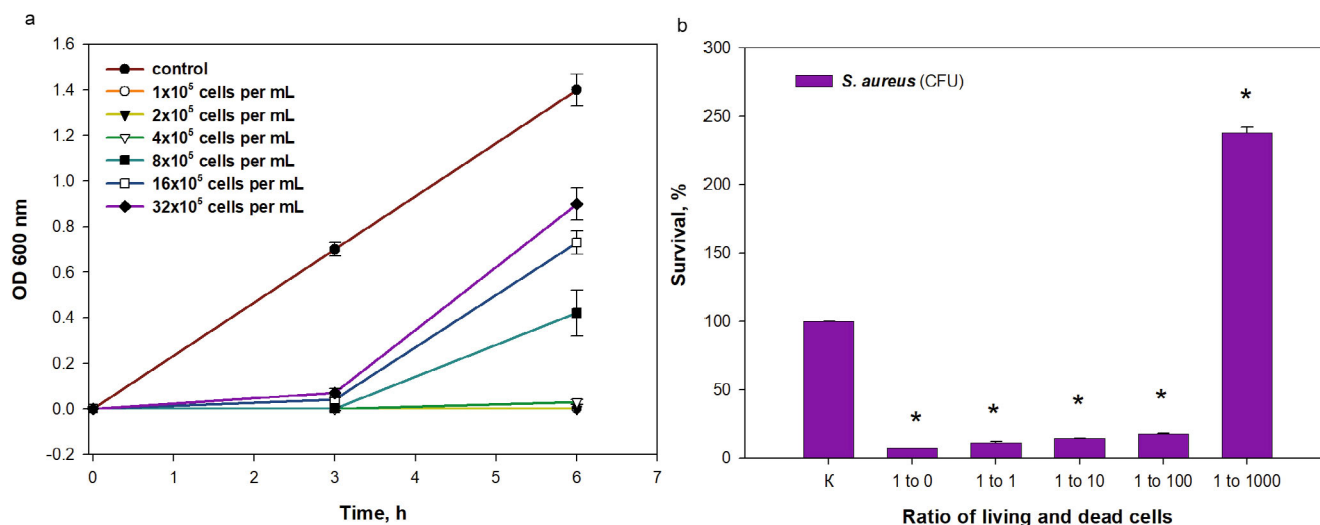 a
1.6
1.4
1.2
1.0
0.8
0.6
0.4
0.2
0.0
-0.2
OD 600 nm
control
1x10⁵ cells per mL
2x10⁵ cells per mL
4x10⁵ cells per mL
8x10⁵ cells per mL
16x10⁵ cells per mL
32x10⁵ cells per mL
0 1 2 3 4 5 6 7
Time, h
b
300
250
200
150
100
50
0
Survival, %
S. aureus (CFU)
*
*
*
*
*
К 1 to 0 1 to 1 1 to 10 1 to 100 1 to 1000
Ratio of living and dead cells